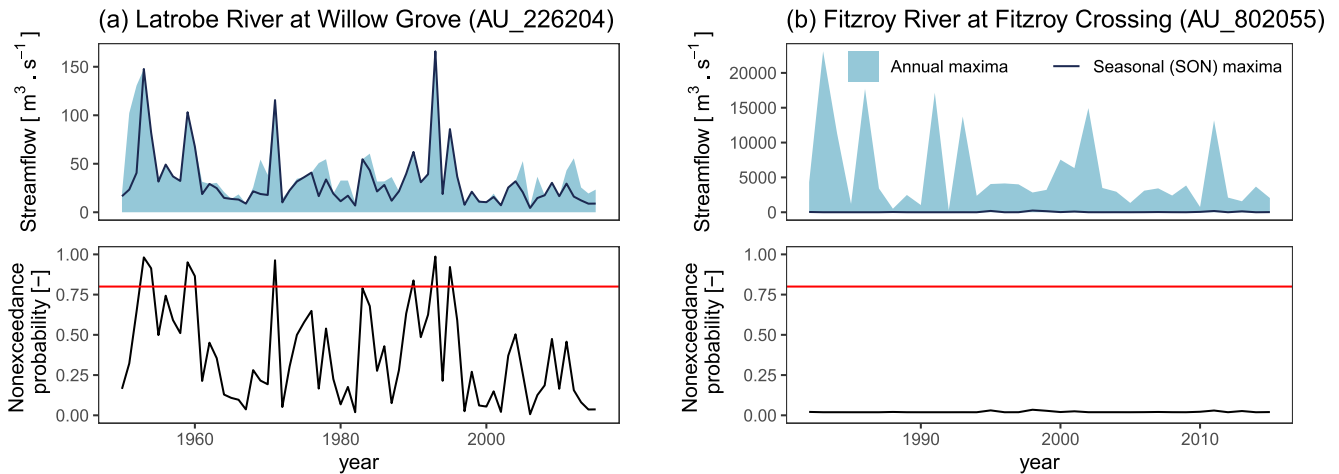 (a) Latrobe River at Willow Grove (AU_226204)
Streamflow [ m³ . s⁻¹ ]
150
100
50
0
Nonexceedance
probability [−]
1.00
0.75
0.50
0.25
0.00
1960
1980
2000
year
(b) Fitzroy River at Fitzroy Crossing (AU_802055)
Annual maxima
Seasonal (SON) maxima
Streamflow [ m³ . s⁻¹ ]
20000
15000
10000
5000
0
Nonexceedance
probability [−]
1.00
0.75
0.50
0.25
0.00
1990
2000
2010
year